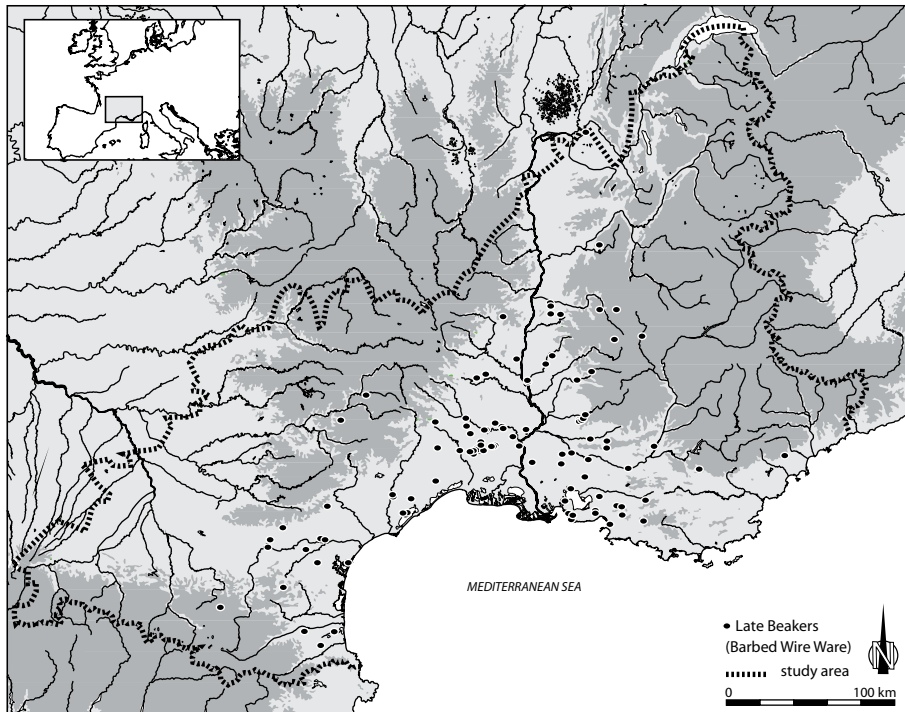 MEDITERRANEAN SEA
Late Beakers
(Barbed Wire Ware)
study area
N
0 100 km